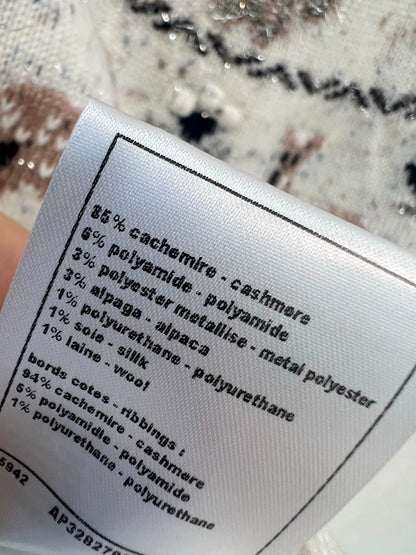 85% cachemire - cashmere
6% polyamide - polyamide
3% polyester metallise - metal polyester
3% alpaga - alpaca
1% polyurethane - polyurethane
1% soie - silk
1% laine - wool
bords cotes - ribbings :
94% cachemire - cashmere
5% polyamide - polyamide
1% polyurethane - polyurethane
5942